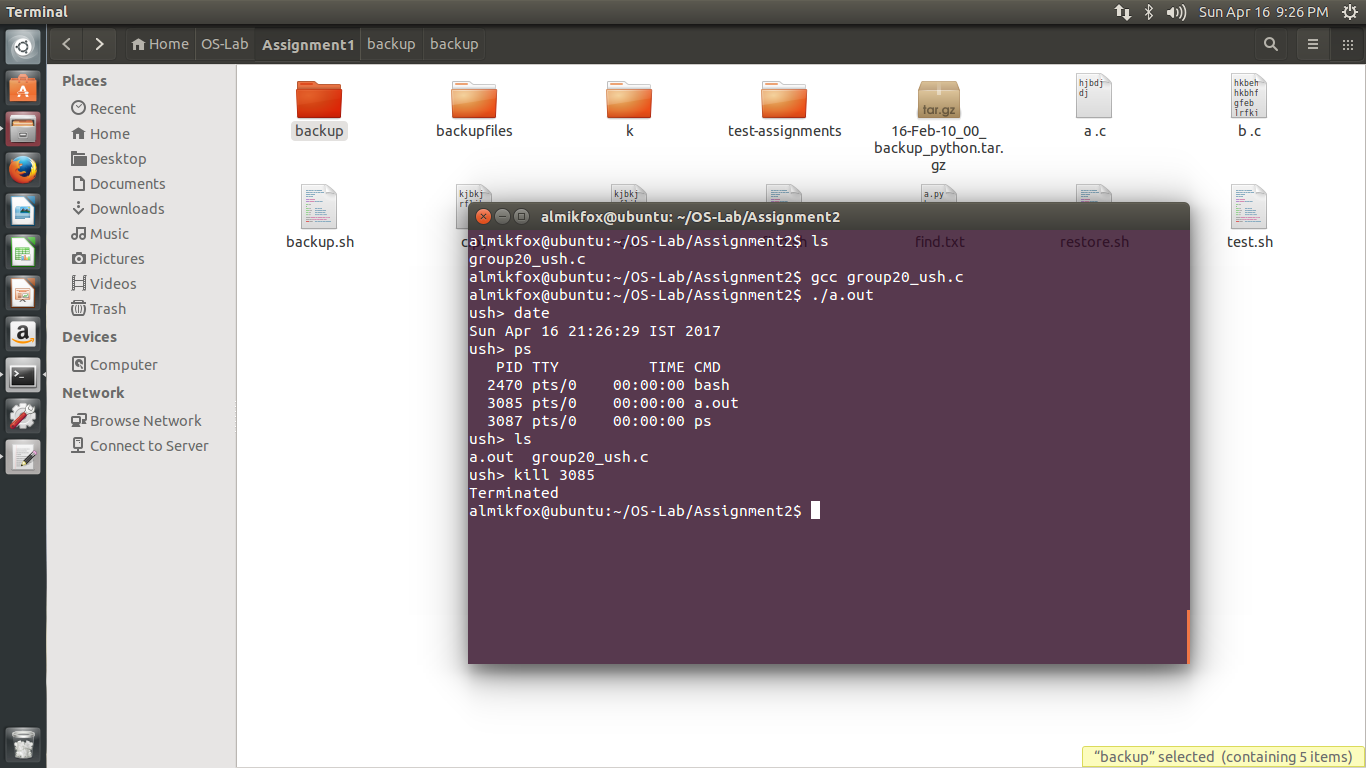 Terminal
Sun Apr 16 9:26 PM
Home OS-Lab Assignment1 backup backup
Places
Recent
Home
Desktop
Documents
Downloads
Music
Pictures
Videos
Trash
Devices
Computer
Network
Browse Network
Connect to Server
backup
backupfiles
k
test-assignments
tar.gz
16-Feb-10_00_
backup_python.tar.
gz
hjbdj
dj
a .c
hkbeh
hkbhf
gfeb
lrfki
b .c
backup.sh
kjbkj
kjbkj
a.py
find.txt
restore.sh
test.sh
almikfox@ubuntu: ~/OS-Lab/Assignment2
almikfox@ubuntu:~/OS-Lab/Assignment2$ ls
group20_ush.c
almikfox@ubuntu:~/OS-Lab/Assignment2$ gcc group20_ush.c
almikfox@ubuntu:~/OS-Lab/Assignment2$ ./a.out
ush> date
Sun Apr 16 21:26:29 IST 2017
ush> ps
PID TTY TIME CMD
2470 pts/0 00:00:00 bash
3085 pts/0 00:00:00 a.out
3087 pts/0 00:00:00 ps
ush> ls
a.out group20_ush.c
ush> kill 3085
Terminated
almikfox@ubuntu:~/OS-Lab/Assignment2$
“backup” selected (containing 5 items)